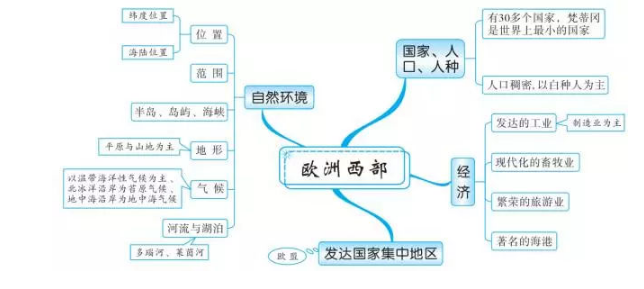 纬度位置
位置
海陆位置
范围
自然环境
半岛、岛屿、海峡
平原与山地为主
地形
以温带海洋性气候为主、
北冰洋沿岸为苔原气候、
地中海沿岸为地中海气候
气候
河流与湖泊
多瑙河、莱茵河
欧洲西部
国家、人
口、人种
有30多个国家，梵蒂冈
是世界上最小的国家
人口稠密,以白种人为主
经
济
发达的工业
制造业为主
现代化的畜牧业
繁荣的旅游业
著名的海港
欧盟
发达国家集中地区